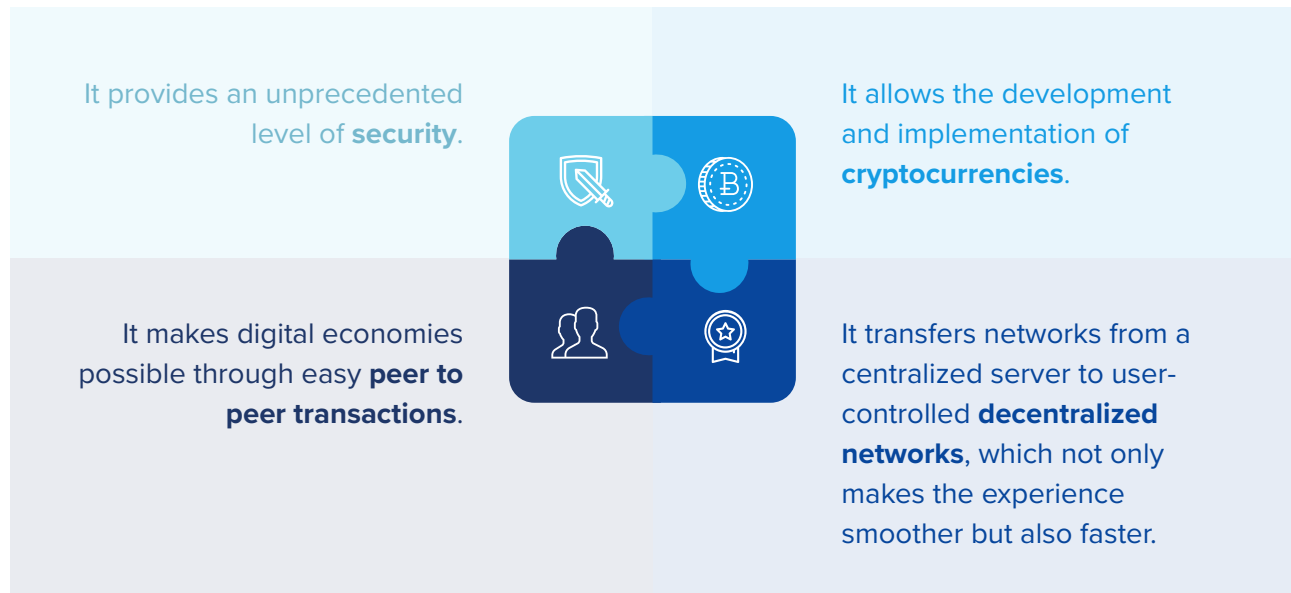 It provides an unprecedented
level of security.
It allows the development
and implementation of
cryptocurrencies.
It makes digital economies
possible through easy peer to
peer transactions.
It transfers networks from a
centralized server to user-
controlled decentralized
networks, which not only
makes the experience
smoother but also faster.